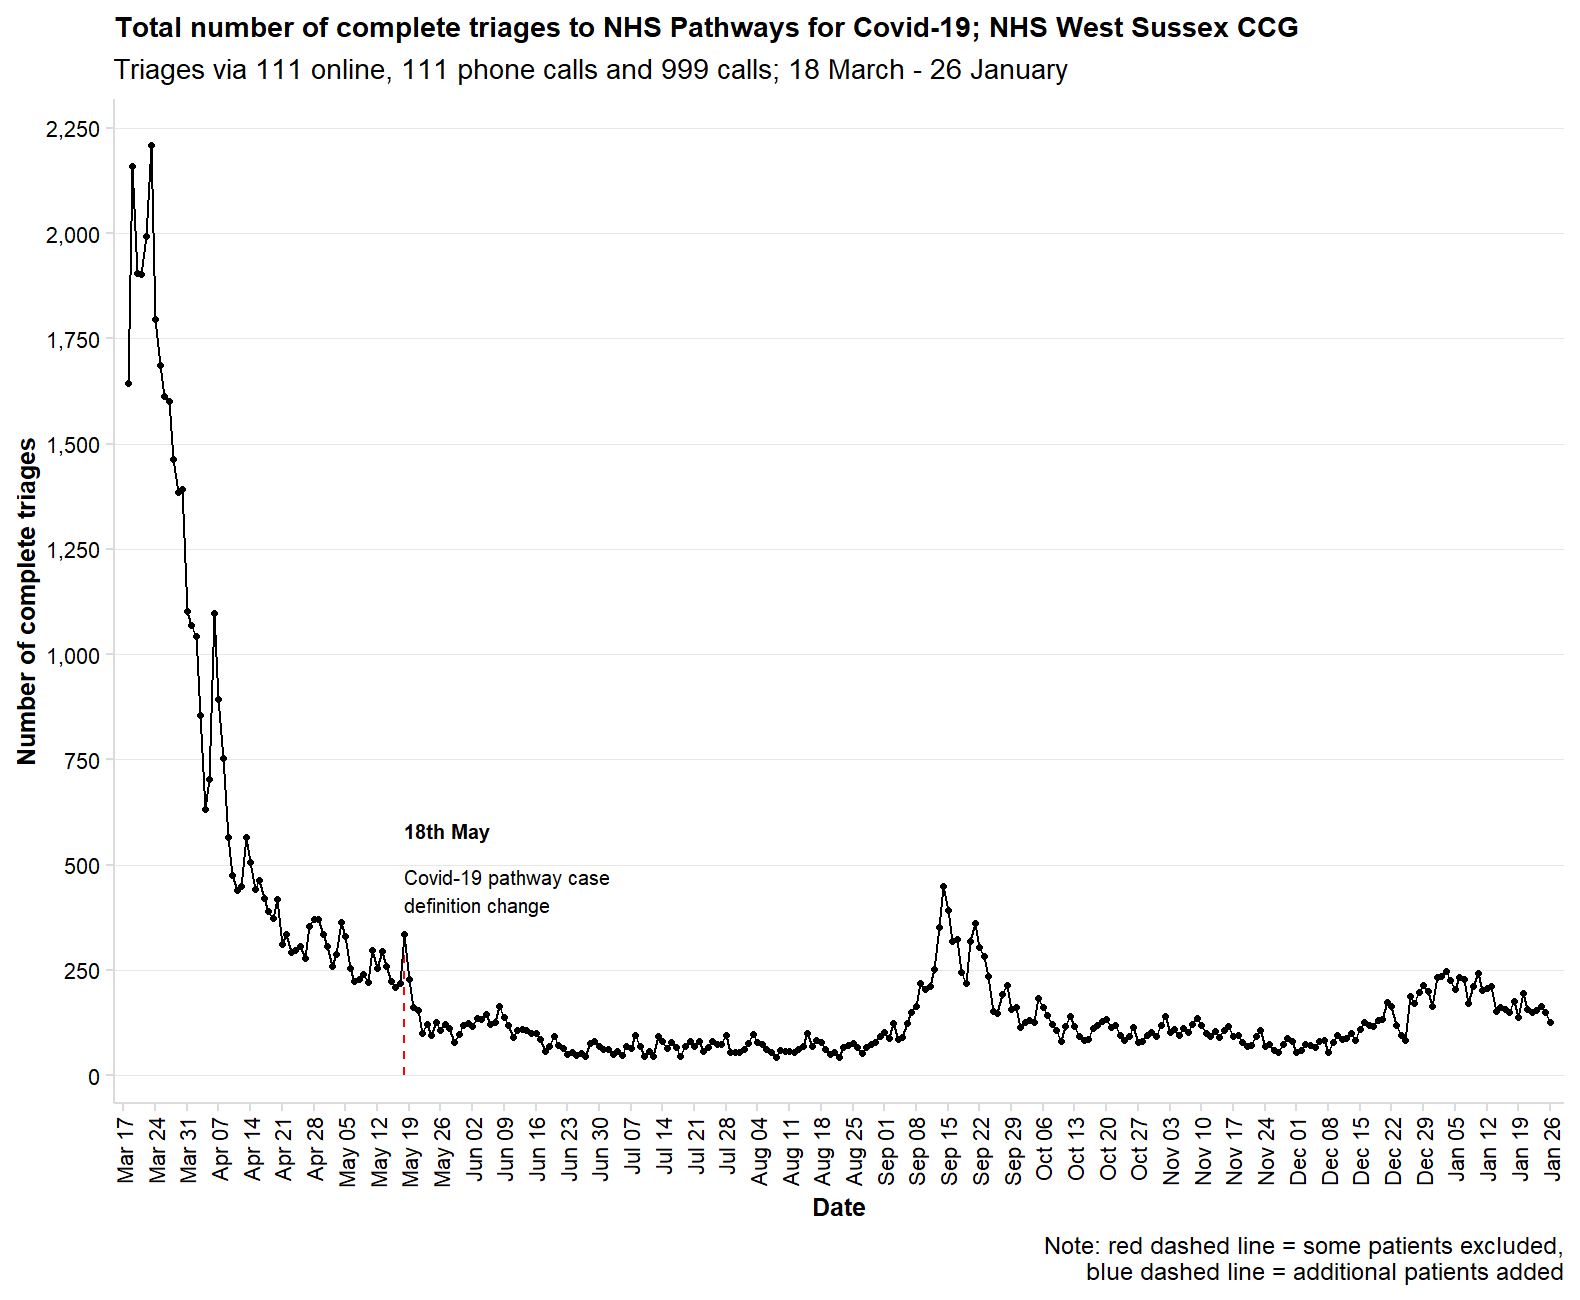 Total number of complete triages to NHS Pathways for Covid-19; NHS West Sussex CCG
Triages via 111 online, 111 phone calls and 999 calls; 18 March - 26 January
Number of complete triages
2,250
2,000
1,750
1,500
1,250
1,000
750
500
250
0
18th May
Covid-19 pathway case
definition change
Mar 17
Mar 24
Mar 31
Apr 07
Apr 14
Apr 21
Apr 28
May 05
May 12
May 19
May 26
Jun 02
Jun 09
Jun 16
Jun 23
Jun 30
Jul 07
Jul 14
Jul 21
Jul 28
Aug 04
Aug 11
Aug 18
Aug 25
Sep 01
Sep 08
Sep 15
Sep 22
Sep 29
Oct 06
Oct 13
Oct 20
Oct 27
Nov 03
Nov 10
Nov 17
Nov 24
Dec 01
Dec 08
Dec 15
Dec 22
Dec 29
Jan 05
Jan 12
Jan 19
Jan 26
Date
Note: red dashed line = some patients excluded,
blue dashed line = additional patients added